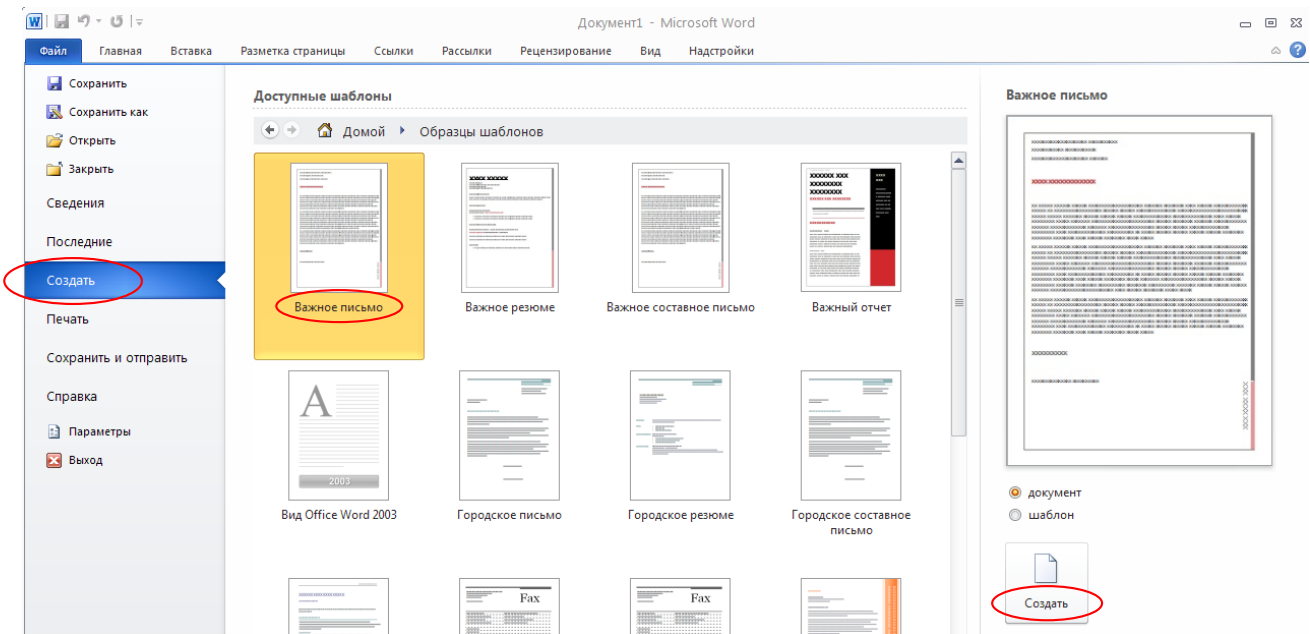 Документ1 - Microsoft Word
Файл Главная Вставка Разметка страницы Ссылки Рассылки Рецензирование Вид Надстройки
Сохранить
Сохранить как
Открыть
Закрыть
Сведения
Последние
Создать
Печать
Сохранить и отправить
Справка
Параметры
Выход
Доступные шаблоны
Домой Образцы шаблонов
Важное письмо Важное резюме Важное составное письмо Важный отчет
A
2003
Вид Office Word 2003 Городское письмо Городское резюме Городское составное
письмо
Fax Fax
Важное письмо
документ
шаблон
Создать